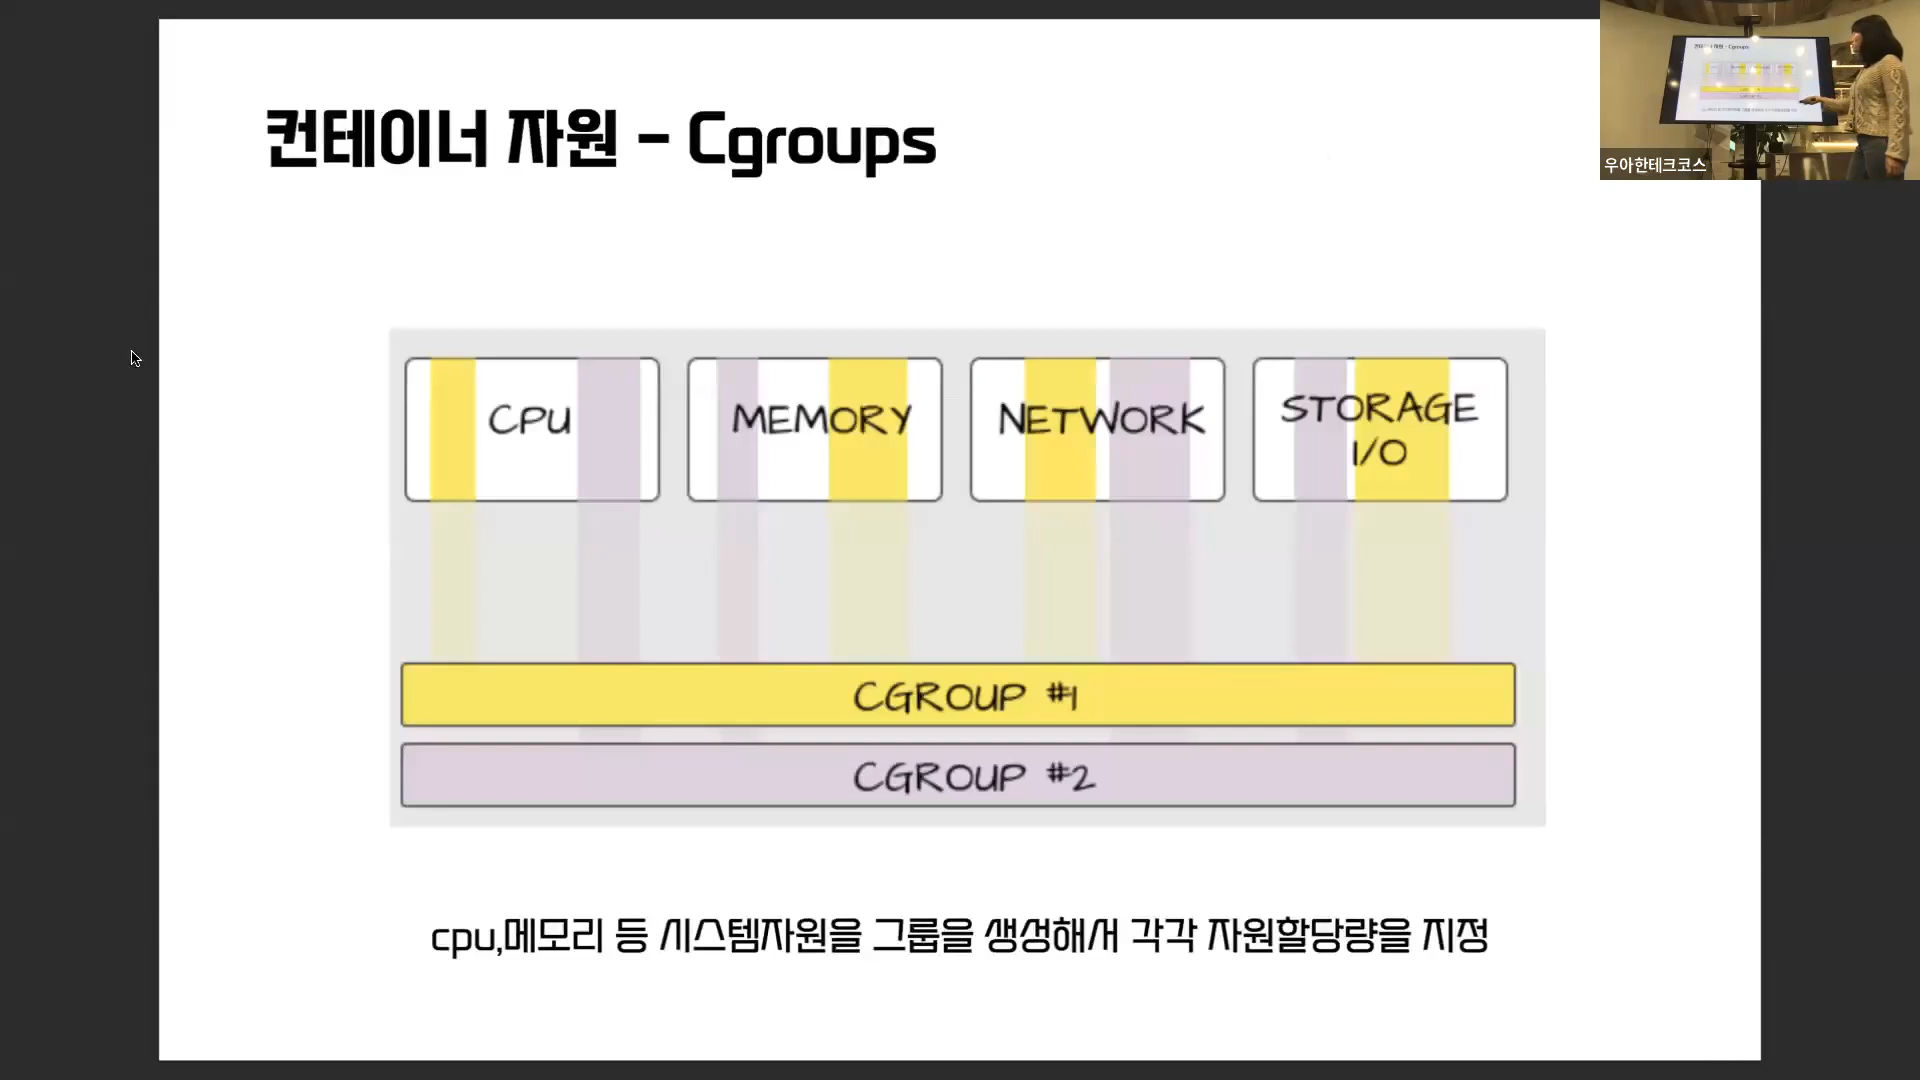 컨테이너 자원 - Cgroups
우아한테크코스
CPU
MEMORY
NETWORK
STORAGE
I/O
CGROUP #1
CGROUP #2
cpu,메모리 등 시스템자원을 그룹을 생성해서 각각 자원할당량을 지정